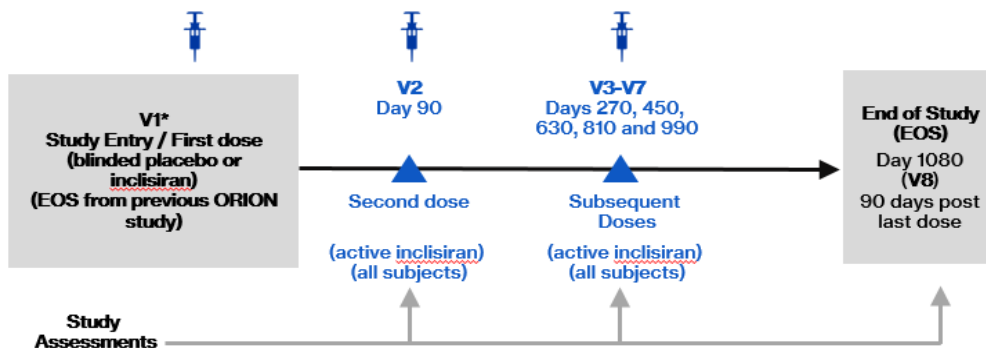 V1*
Study Entry / First dose
(blinded placebo or
inclisiran)
(EOS from previous ORION
study)
V2
Day 90
Second dose
(active inclisiran)
(all subjects)
V3-V7
Days 270, 450,
630, 810 and 990
Subsequent
Doses
(active inclisiran)
(all subjects)
End of Study
(EOS)
Day 1080
(V8)
90 days post
last dose
Study
Assessments